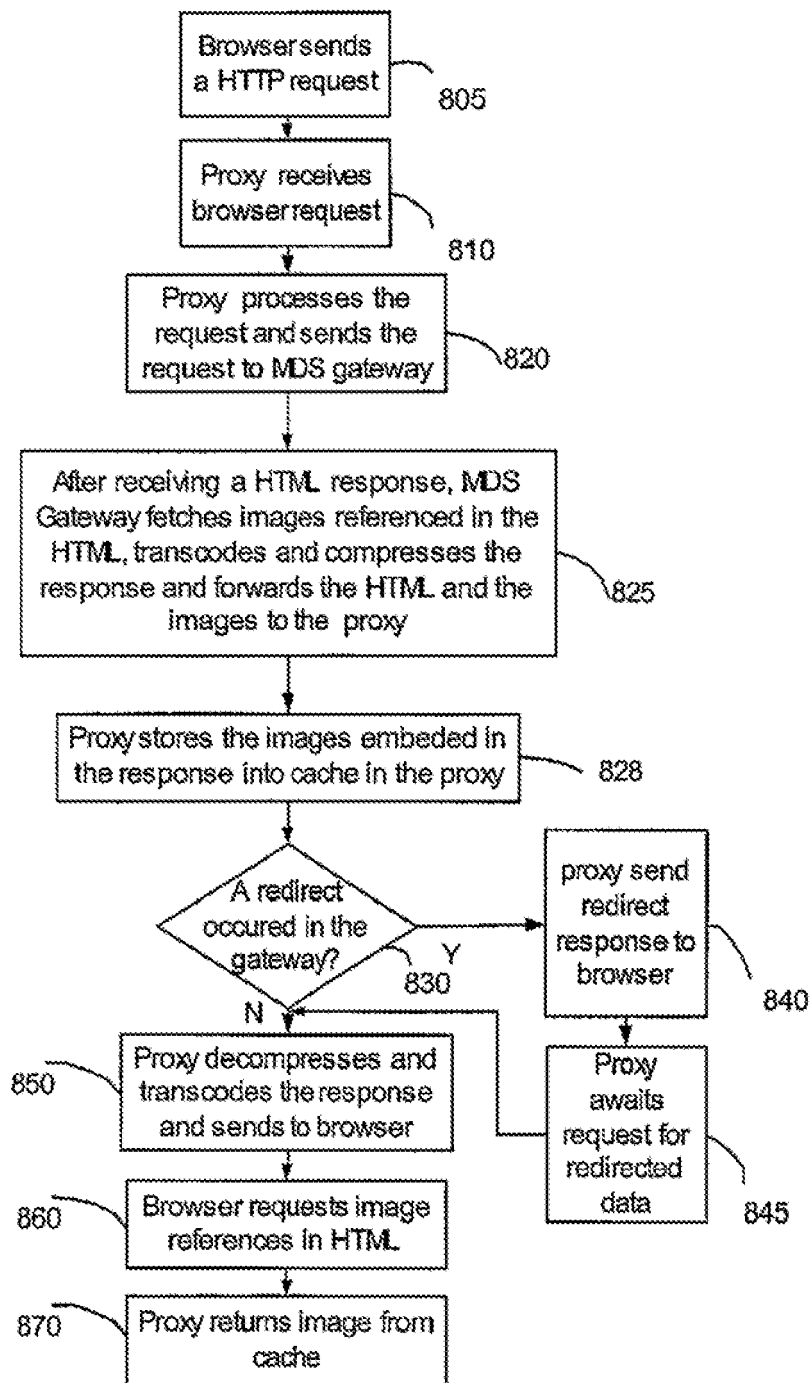 Browser sends
a HTTP request
805
Proxy receives
browser request
810
Proxy processes the
request and sends the
request to MDS gateway
820
After receiving a HTML response, MDS
Gateway fetches images referenced in the
HTML, transcodes and compresses the
response and forwards the HTML and the
images to the proxy
825
Proxy stores the images embeded in
the response into cache in the proxy
828
A redirect
occured in the
gateway?
830
Y
N
proxy send
redirect
response to
browser
840
Proxy
awaits
request for
redirected
data
845
850
Proxy decompresses and
transcodes the response
and sends to browser
860
Browser requests image
references in HTML
870
Proxy returns image from
cache